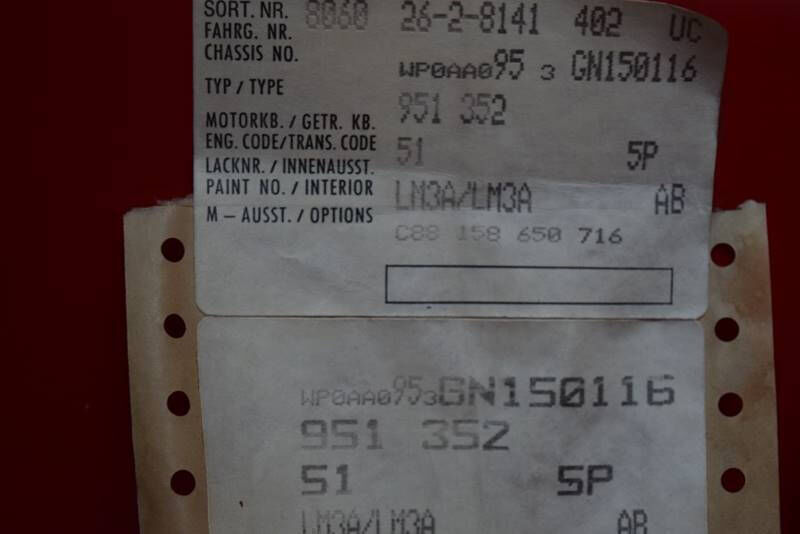 SORT. NR. 8060 26-2-8141 402 UC
FAHRG. NR.
CHASSIS NO. WP0AA095 3 GN150116
TYP / TYPE 951 352
MOTORKB. / GETR. KB.
ENG. CODE/TRANS. CODE 51 5P
LACKNR. / INNENAUSST.
PAINT NO. / INTERIOR LM3A/LM3A AB
M – AUSST. / OPTIONS C88 158 650 716
WP0AA0953GN150116
951 352
51 5P
LM3A/LM3A AB